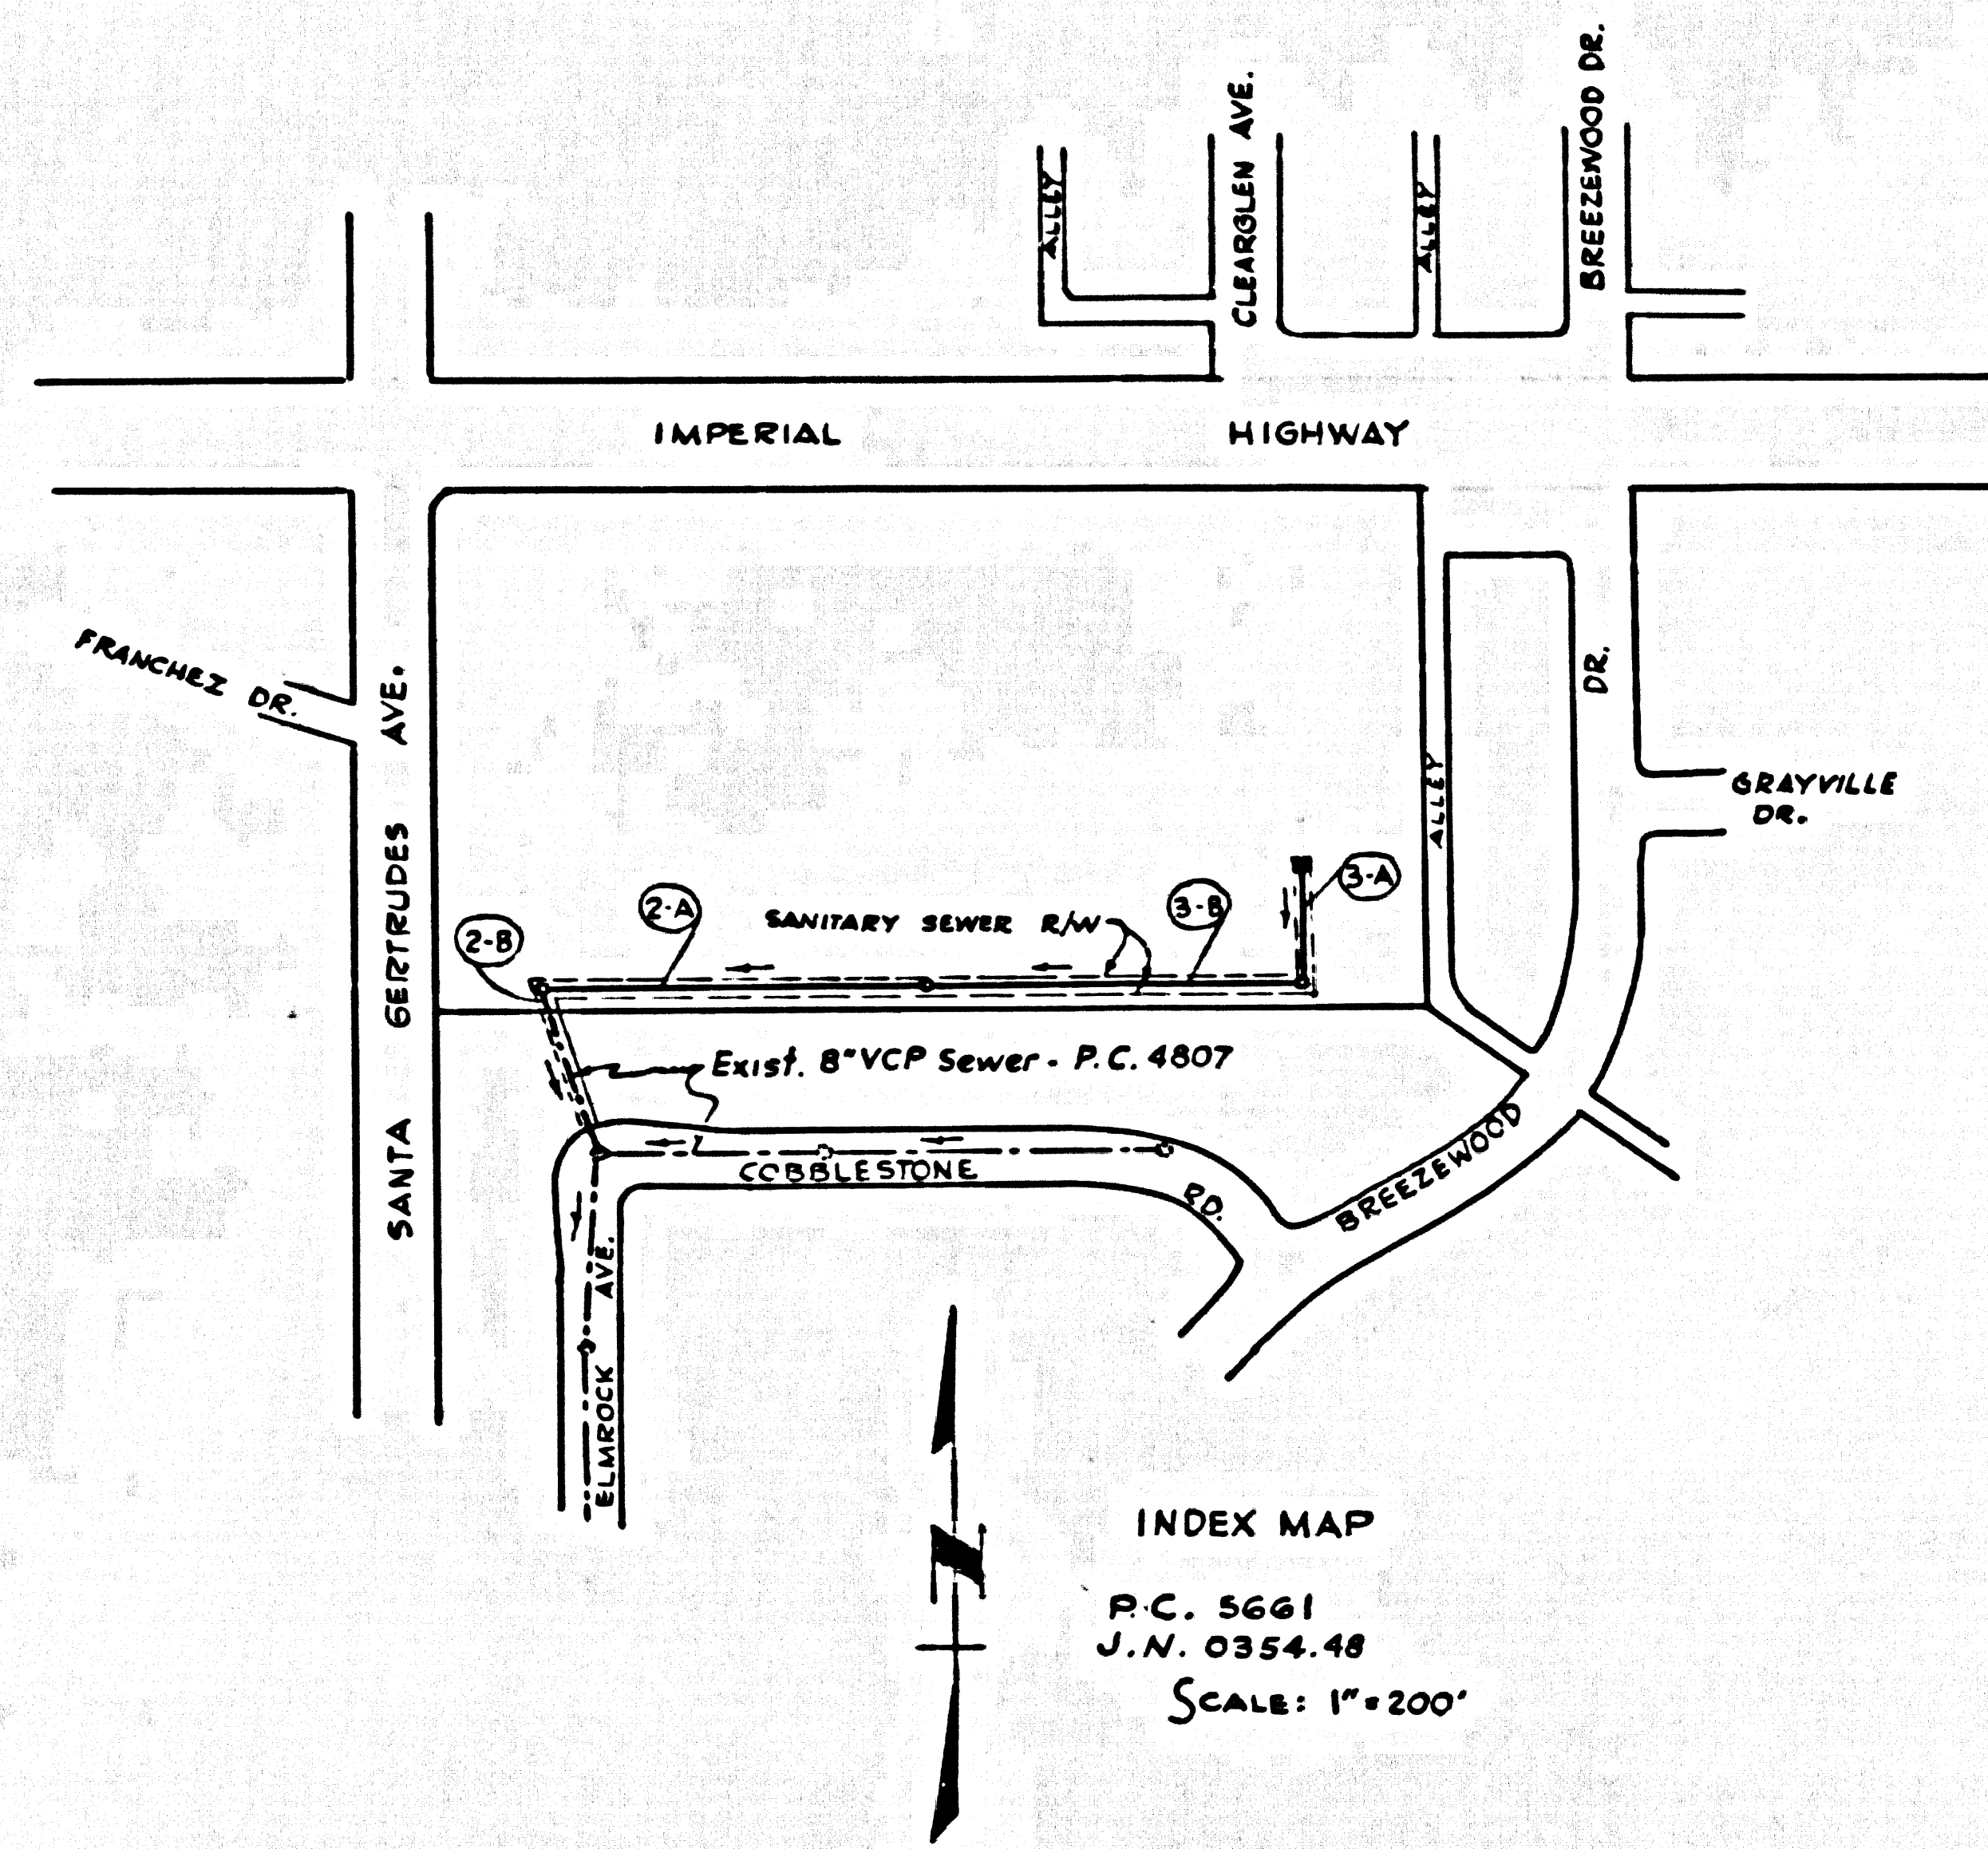 BREEZEWOOD DR.
CLEARGLEN AVE.
ALLEY
ALLEY
IMPERIAL HIGHWAY
FRANCHEZ DR.
SANTA GERTRUDES AVE.
DR.
ALLEY
GRAYVILLE
DR.
3-A
2-A
3-B
SANITARY SEWER R/W
2-B
Exist. 8" VCP Sewer - P.C. 4807
COBBLESTONE RD.
BREEZEWOOD
ELMROCK AVE.
N
INDEX MAP
P.C. 5661
J.N. 0354.48
SCALE: 1"=200'